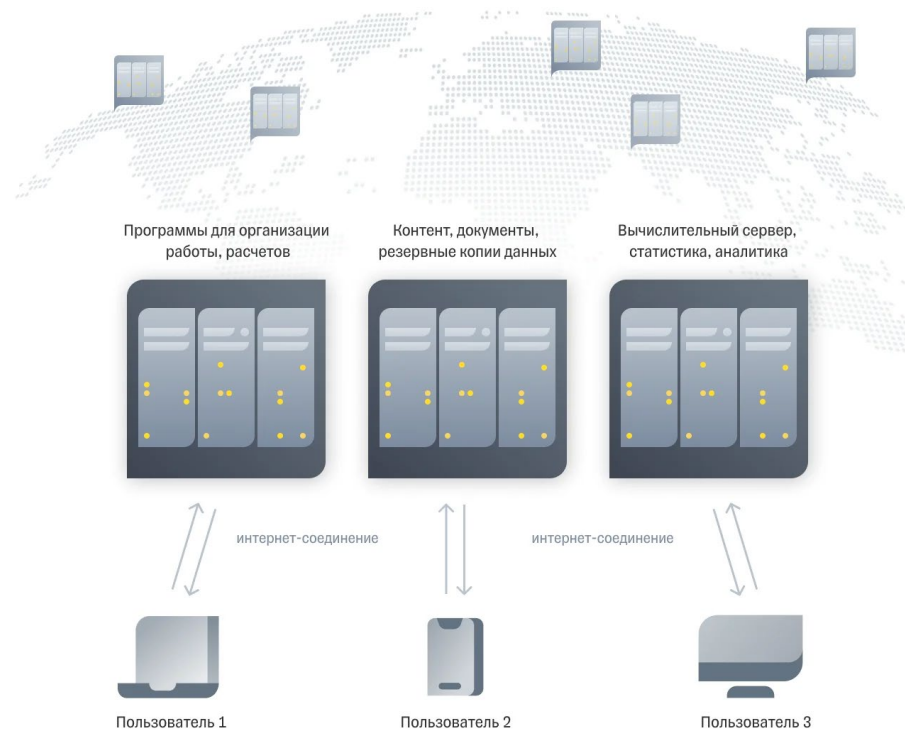 Программы для организации
работы, расчетов
Контент, документы,
резервные копии данных
Вычислительный сервер,
статистика, аналитика
интернет-соединение
интернет-соединение
Пользователь 1
Пользователь 2
Пользователь 3